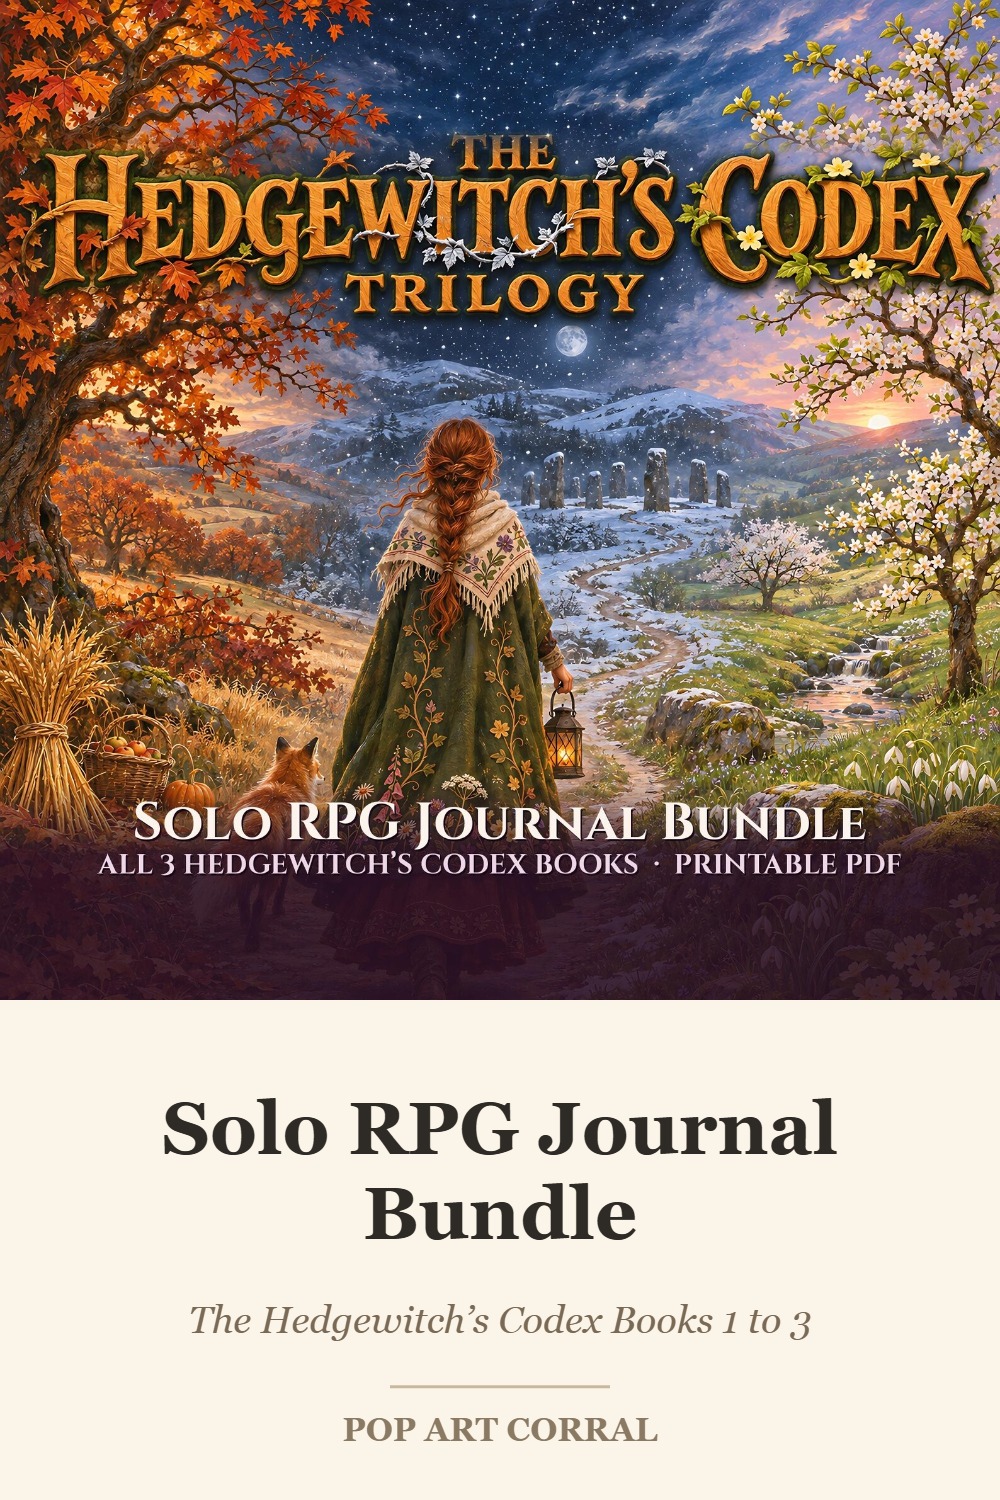 THE
HEDGEWITCH'S CODEX
TRILOGY
SOLO RPG JOURNAL BUNDLE
ALL 3 HEDGEWITCH'S CODEX BOOKS · PRINTABLE PDF
Solo RPG Journal
Bundle
The Hedgewitch's Codex Books 1 to 3
POP ART CORRAL